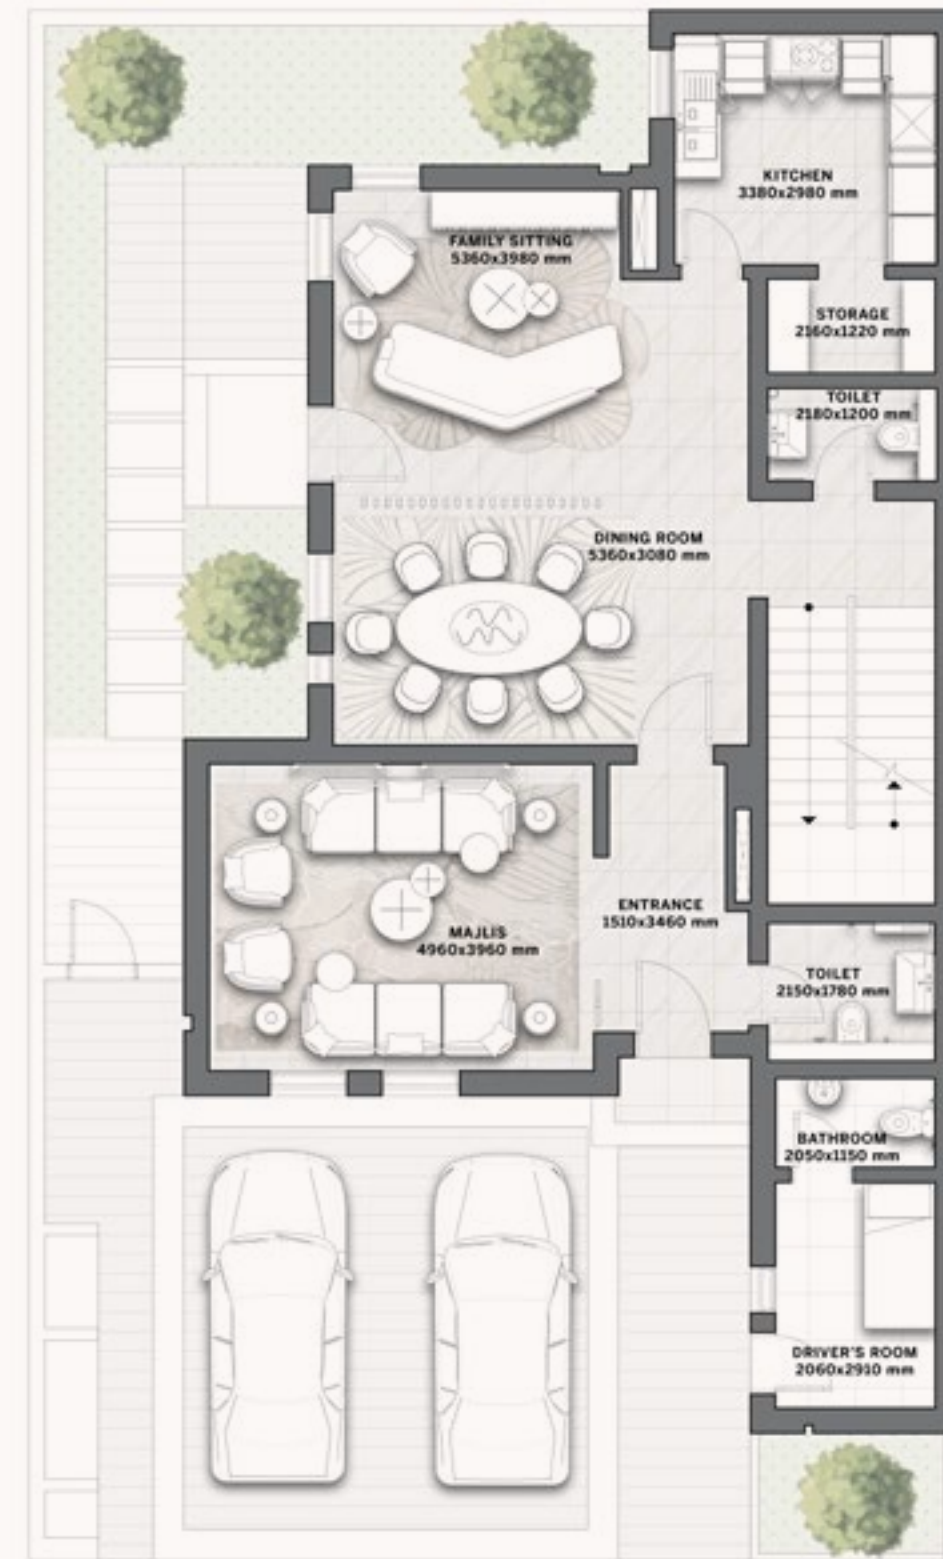 KITCHEN
3380x2980 mm
FAMILY SITTING
5360x3980 mm
STORAGE
2160x1220 mm
TOILET
2180x1200 mm
DINING ROOM
5360x3080 mm
ENTRANCE
1510x3460 mm
MAJLIS
4960x3960 mm
TOILET
2150x1780 mm
BATHROOM
2050x1150 mm
DRIVER'S ROOM
2060x2910 mm